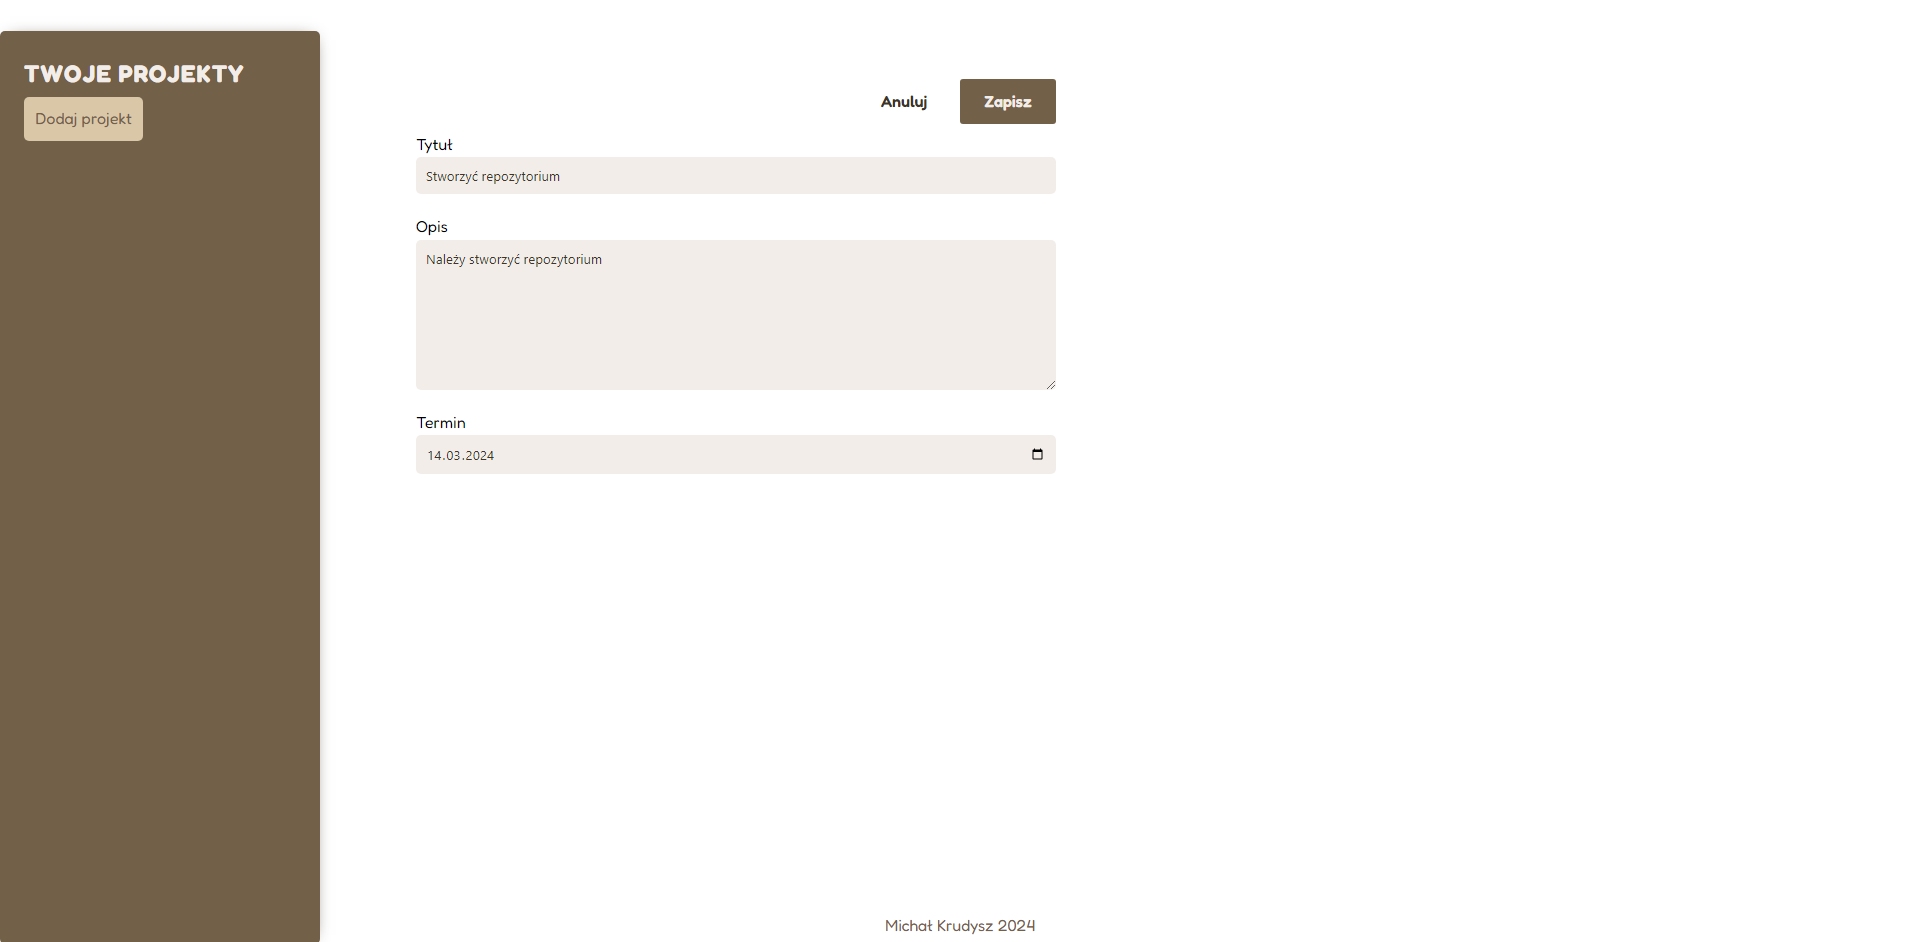 TWOJE PROJEKTY
Dodaj projekt
Anuluj
Zapisz
Tytuł
Stworzyć repozytorium
Opis
Należy stworzyć repozytorium
Termin
14.03.2024
Michał Krudysz 2024